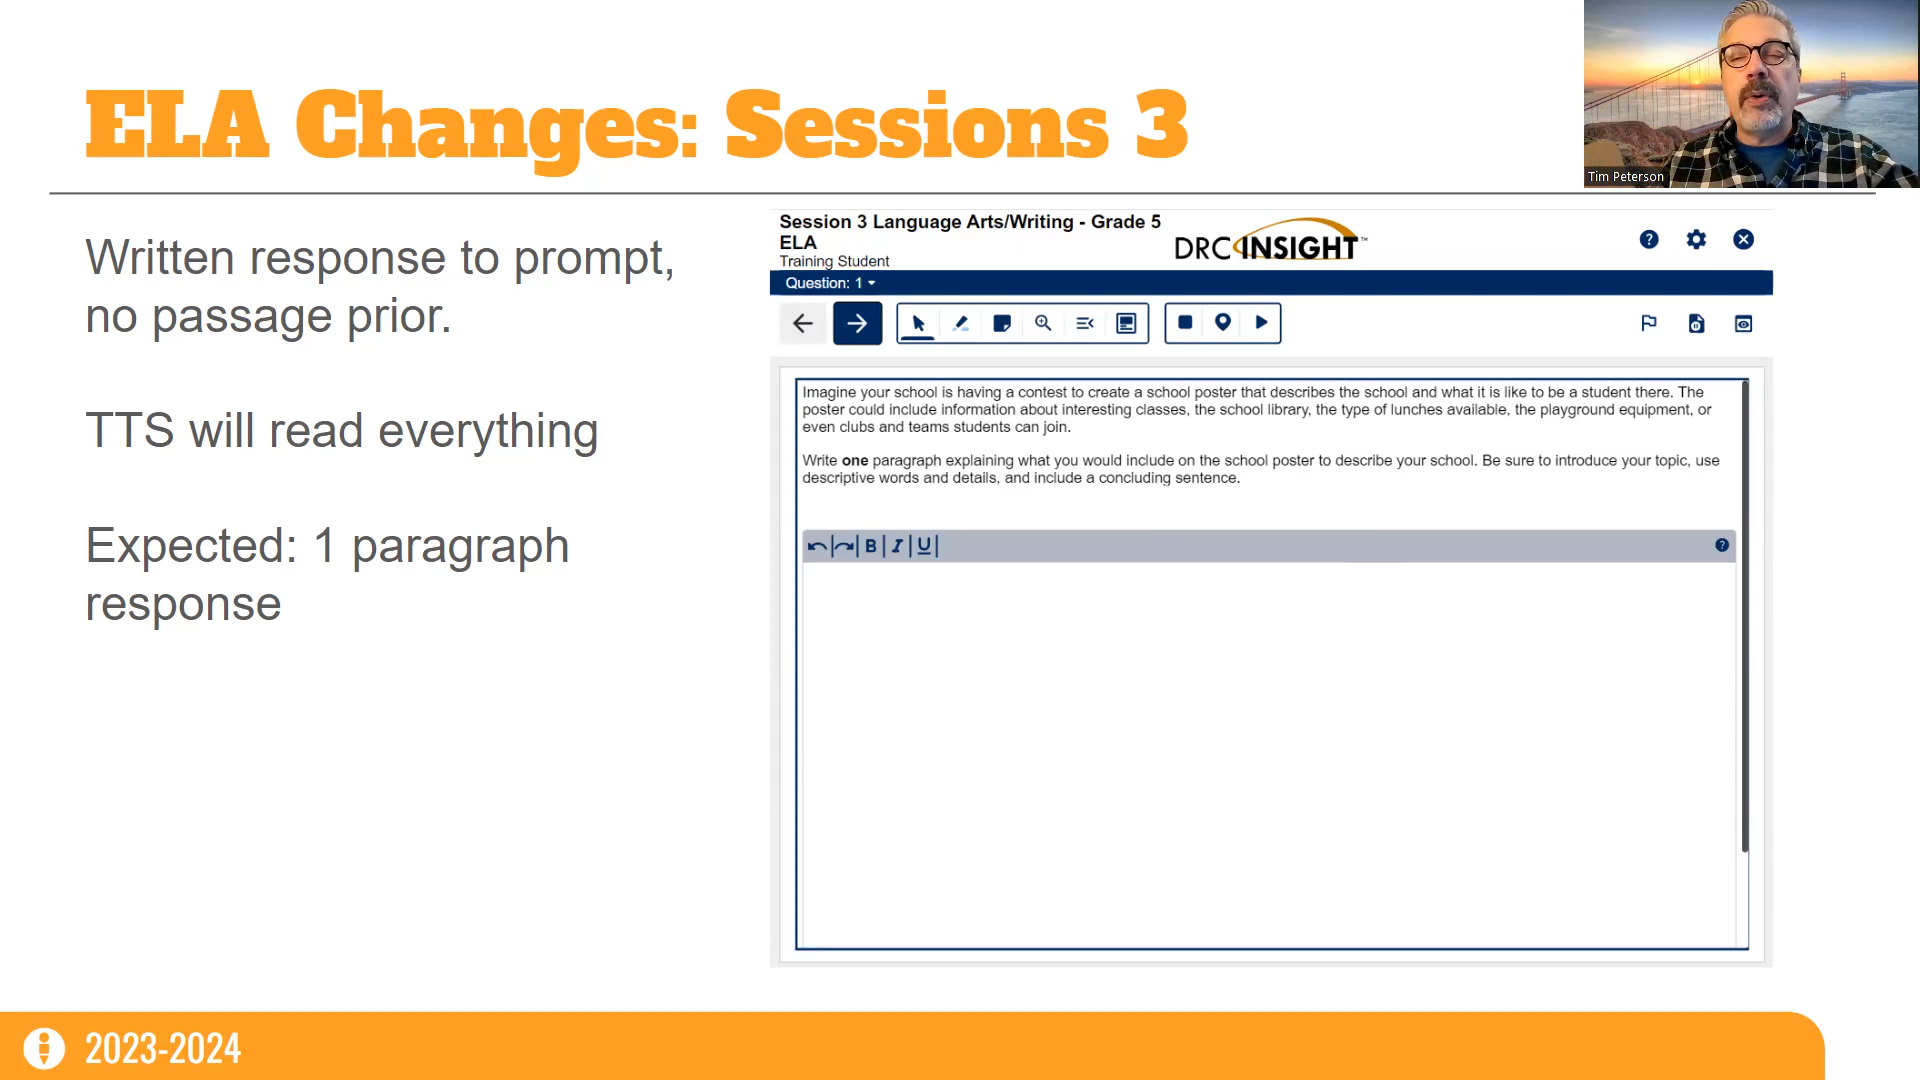 ELA Changes: Sessions 3
Tim Peterson
Written response to prompt,
no passage prior.
TTS will read everything
Expected: 1 paragraph
response
Session 3 Language Arts/Writing - Grade 5
ELA
Training Student
DRC INSIGHT™
Question: 1
Imagine your school is having a contest to create a school poster that describes the school and what it is like to be a student there. The
poster could include information about interesting classes, the school library, the type of lunches available, the playground equipment, or
even clubs and teams students can join.
Write one paragraph explaining what you would include on the school poster to describe your school. Be sure to introduce your topic, use
descriptive words and details, and include a concluding sentence.
B I U
2023-2024